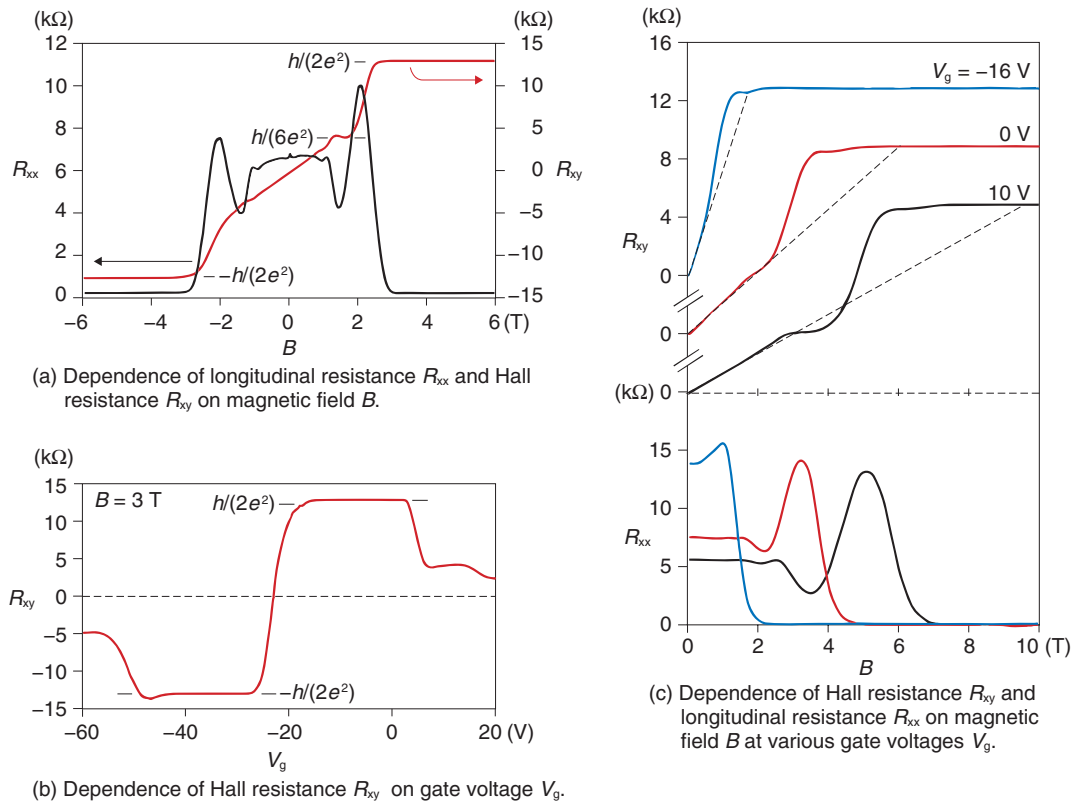 (kΩ) (kΩ)
12 15
10 h/(2e²) 10
8 h/(6e²) 5
Rxx 6 0 Rxy
4 −5
2 −10
−h/(2e²)
0 −15
−6 −4 −2 0 2 4 6 (T)
B
(a) Dependence of longitudinal resistance Rxx and Hall
resistance Rxy on magnetic field B.
(kΩ)
15
B = 3 T h/(2e²)
10
5
Rxy 0
−5
−10 −h/(2e²)
−15
−60 −40 −20 0 20 (V)
Vg
(b) Dependence of Hall resistance Rxy on gate voltage Vg.
(kΩ)
16
Vg = −16 V
12
0 V
8
10 V
4
Rxy
0
0
(kΩ) 0
15
10
Rxx
5
0
0 2 4 6 8 10 (T)
B
(c) Dependence of Hall resistance Rxy and
longitudinal resistance Rxx on magnetic
field B at various gate voltages Vg.